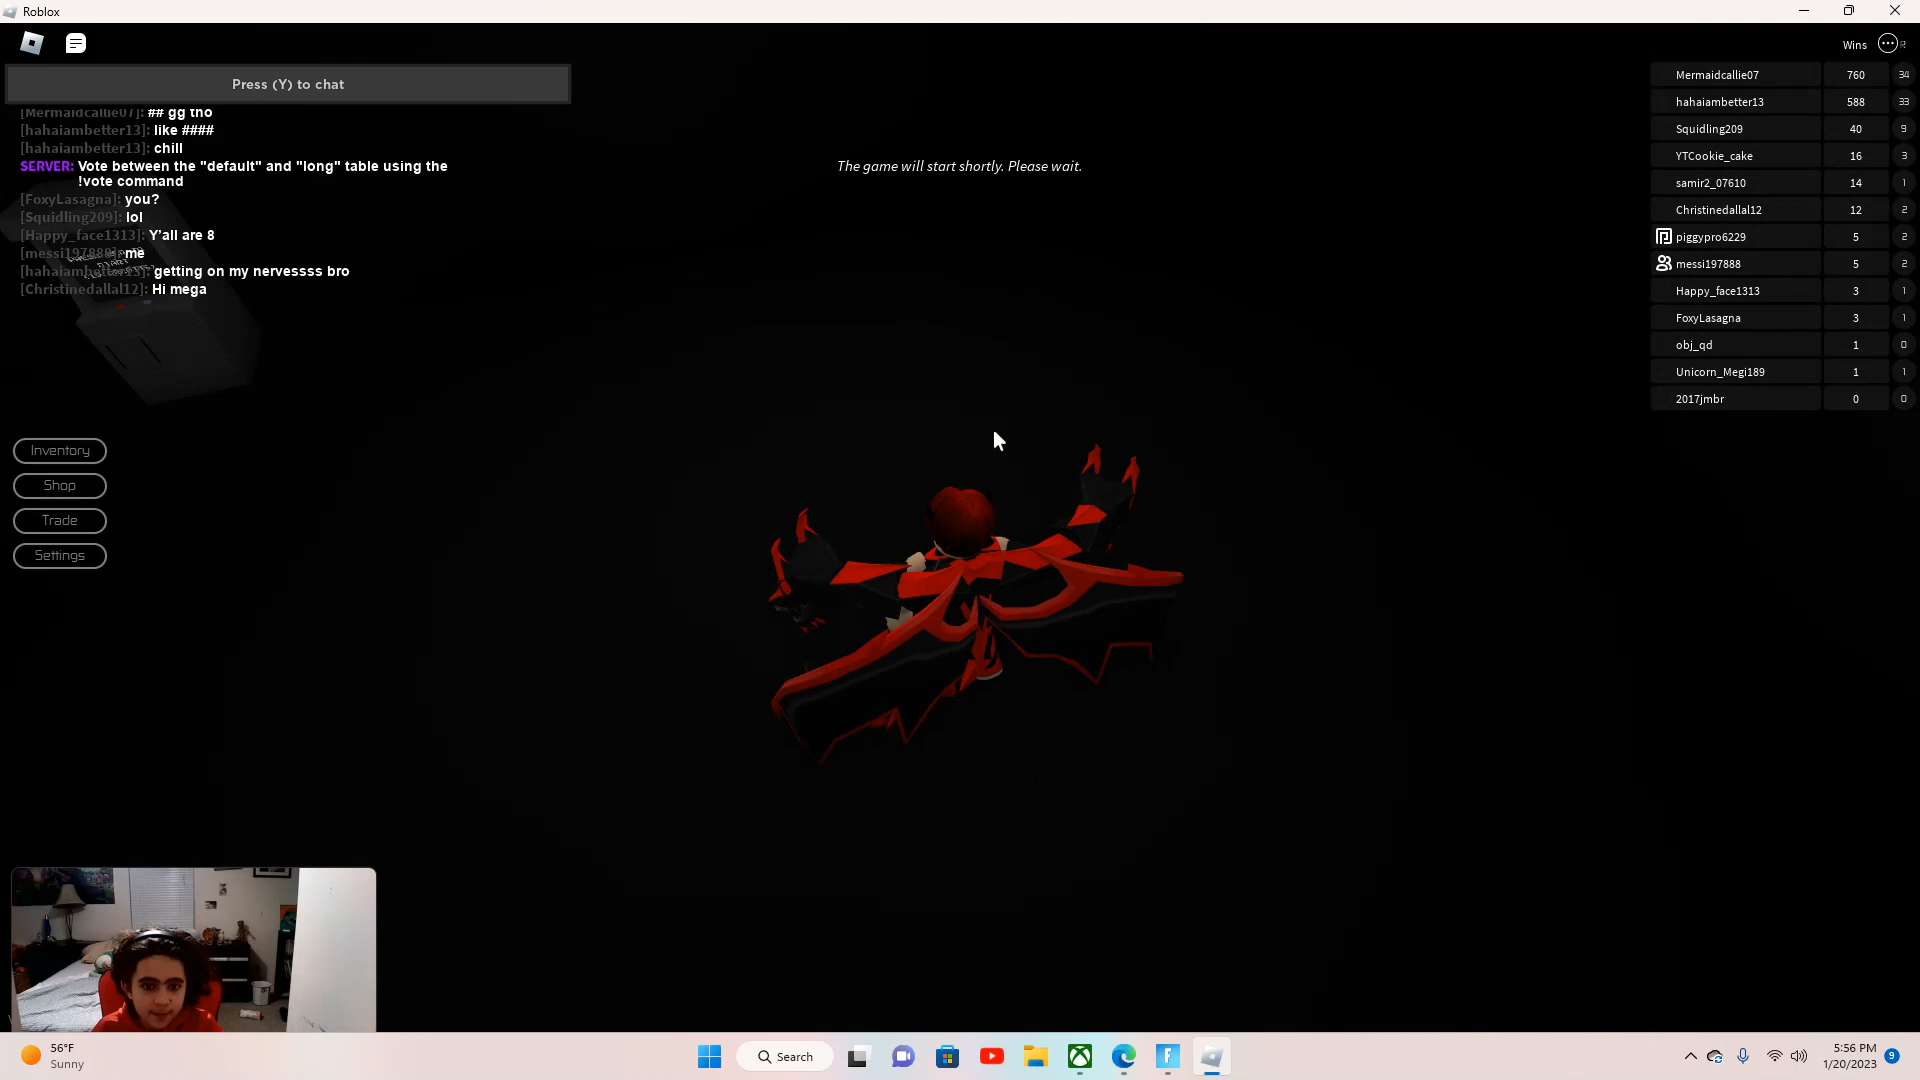 Roblox
Wins
Press (Y) to chat
[Mermaidcallie07]: ## gg tho
[hahaiambetter13]: like ####
[hahaiambetter13]: chill
SERVER: Vote between the "default" and "long" table using the
!vote command
[FoxyLasagna]: you?
[Squidling209]: lol
[Happy_face1313]: Y'all are 8
[messi197888]: me
[hahaiambetter13]: getting on my nervessss bro
[Christinedallal12]: Hi mega
The game will start shortly. Please wait.
Mermaidcallie07 760 34
hahaiambetter13 588 33
Squidling209 40 9
YTCookie_cake 16 3
samir2_07610 14 1
Christinedallal12 12 2
piggypro6229 5 2
messi197888 5 2
Happy_face1313 3 1
FoxyLasagna 3 1
obj_qd 1 0
Unicorn_Megi189 1 1
2017jmbr 0 0
Inventory
Shop
Trade
Settings
56°F
Sunny
Search
5:56 PM
1/20/2023
9